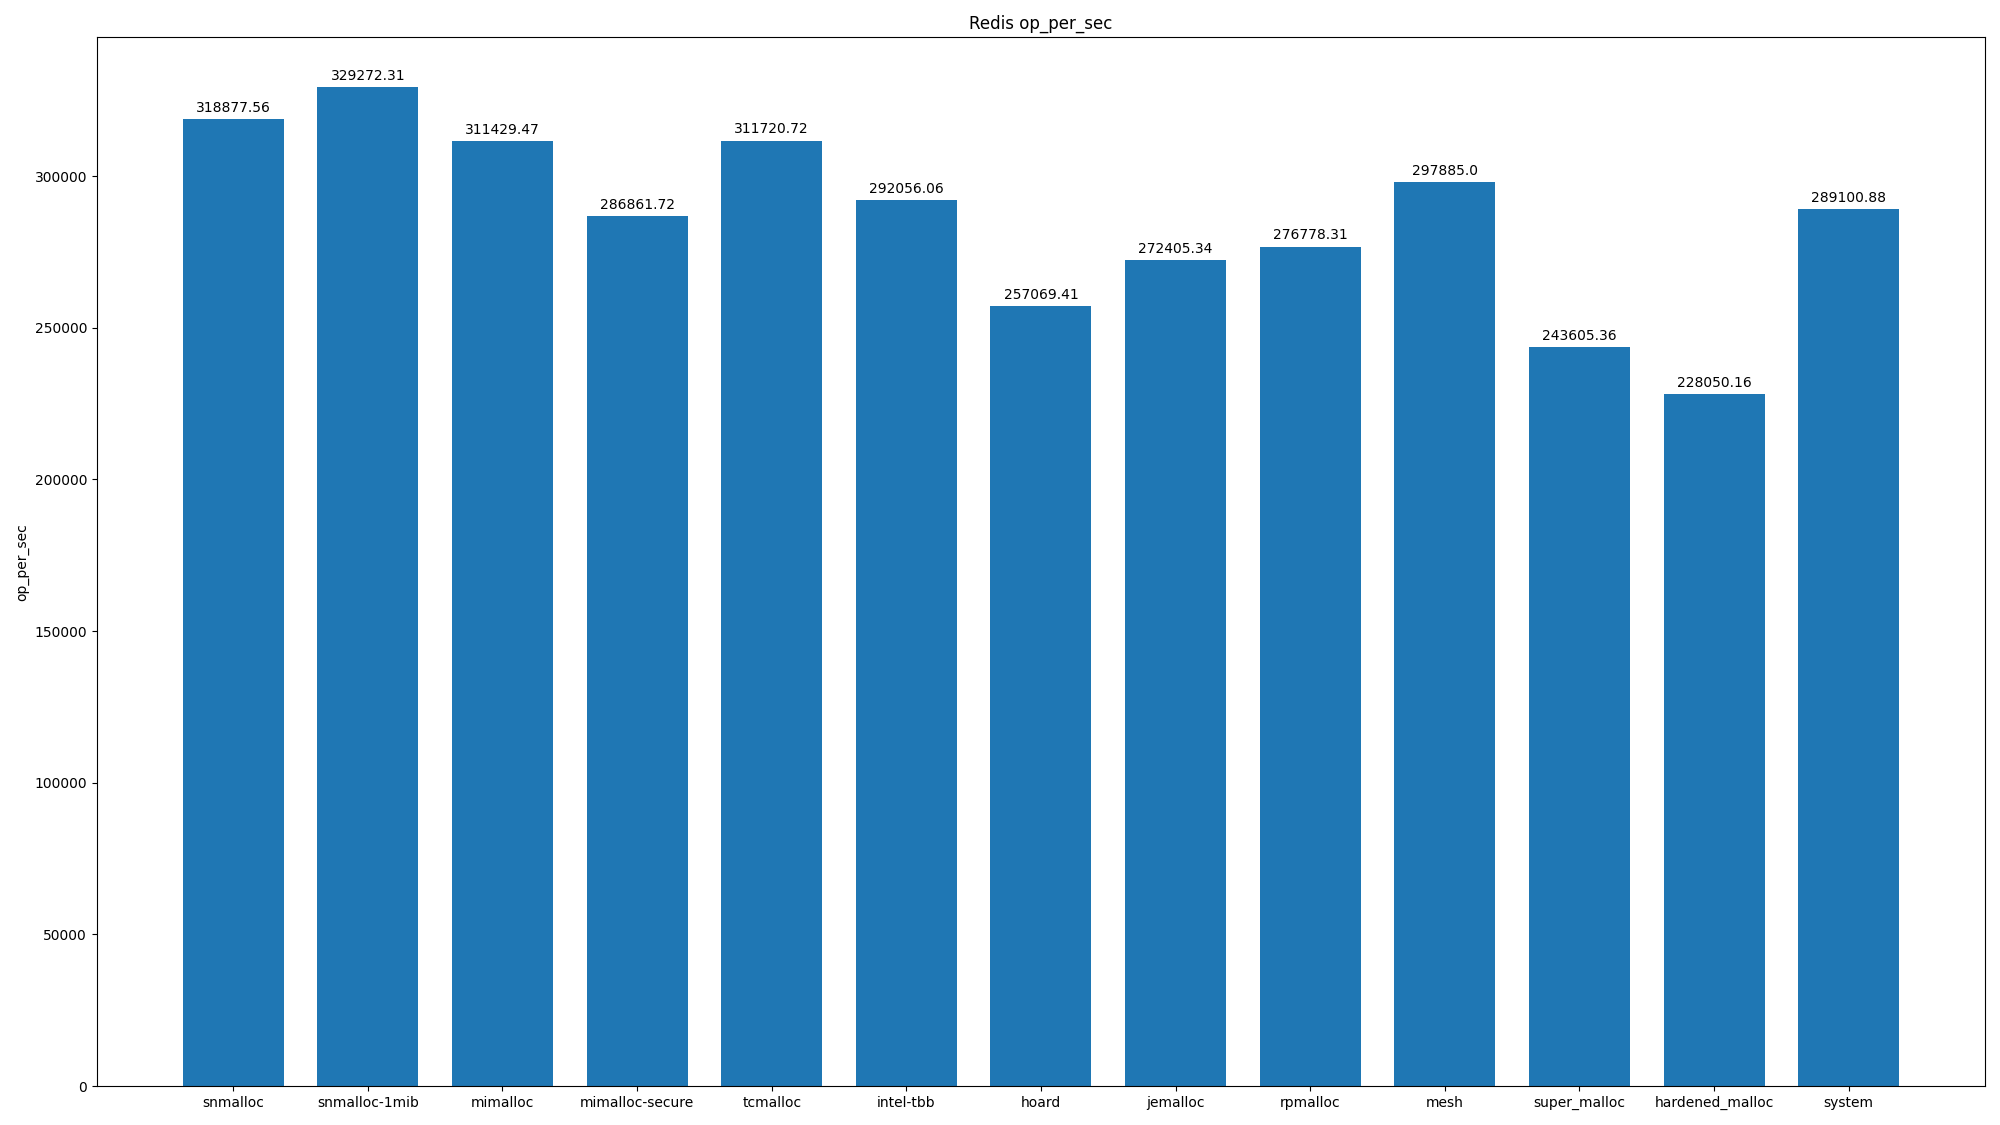 Redis op_per_sec
329272.31
318877.56
311429.47
311720.72
297885.0
292056.06
289100.88
286861.72
276778.31
272405.34
257069.41
243605.36
228050.16
op_per_sec
300000
250000
200000
150000
100000
50000
0
snmalloc
snmalloc-1mib
mimalloc
mimalloc-secure
tcmalloc
intel-tbb
hoard
jemalloc
rpmalloc
mesh
super_malloc
hardened_malloc
system